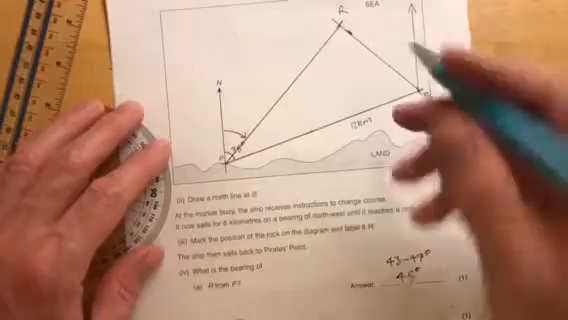 R
SEA
N
P
12km
LAND
(ii) Draw a north line at B.
At the marker buoy, the ship receives instructions to change course.
It now sails for 6 kilometres on a bearing of north-west until it reaches a
(iii) Mark the position of the rock on the diagram and label it R.
The ship then sails back to Pirates' Point.
(iv) What is the bearing of
43-47°
(a) R from P?
Answer: 45° (1)
(1)